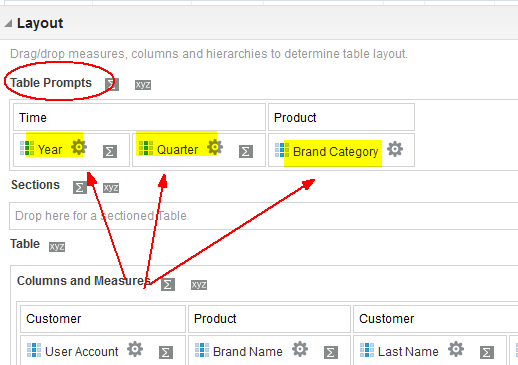 Layout
Drag/drop measures, columns and hierarchies to determine table layout.
Table Prompts Σ xyz
Time Product
Year Σ Quarter Σ Brand Category
Sections Σ xyz
Drop here for a sectioned Table
Table xyz
Columns and Measures Σ xyz
Customer Product Customer
User Account Σ Brand Name Σ Last Name Σ